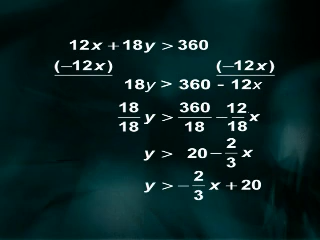 12x + 18y > 360
(−12x) (−12x)
18y > 360 - 12x
18/18 y > 360/18 − 12/18 x
y > 20 − 2/3 x
y > − 2/3 x + 20